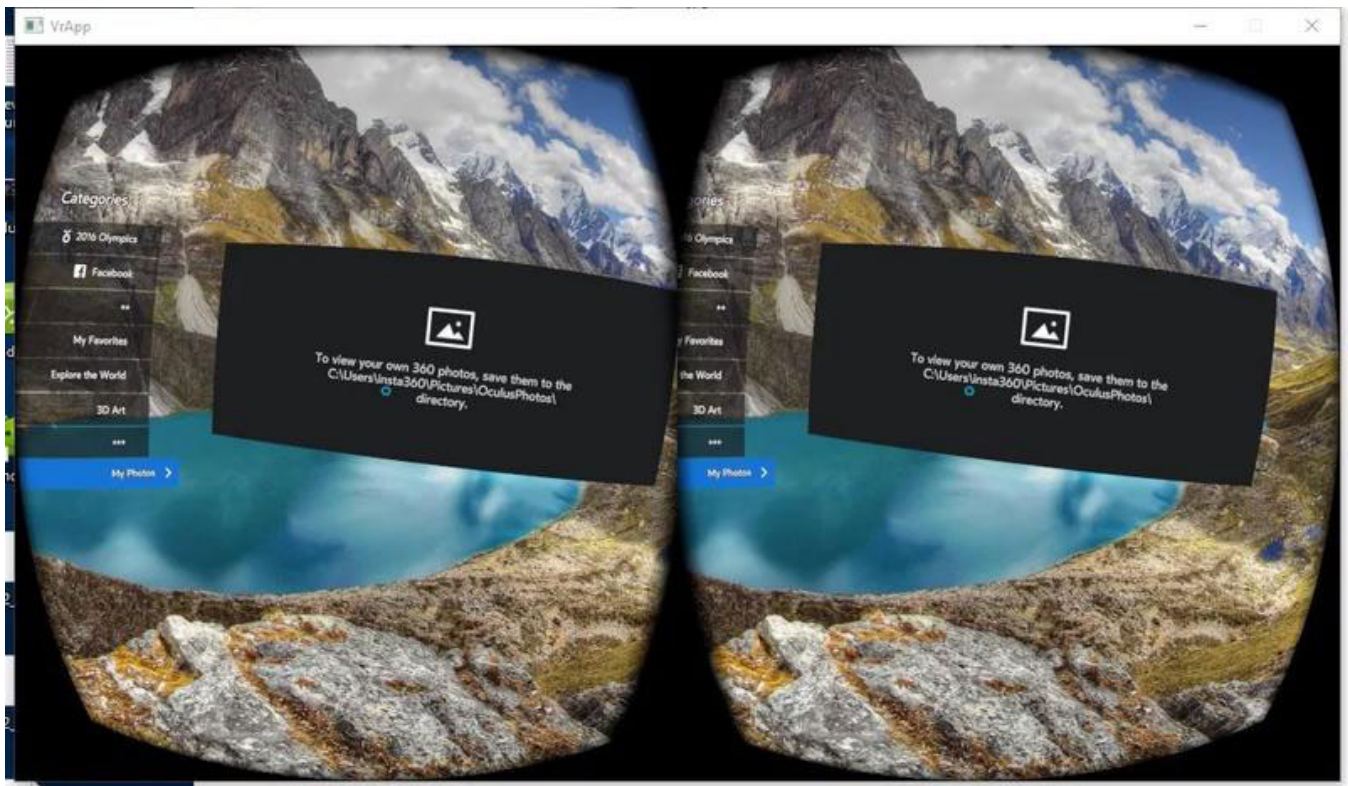 VrApp
Categories
2016 Olympics
Facebook
**
My Favorites
Explore the World
3D Art
***
My Photos
To view your own 360 photos, save them to the
C:\Users\insta360\Pictures\OculusPhotos\
directory.
gories
16 Olympics
Facebook
**
y Favorites
the World
3D Art
***
My Photos
To view your own 360 photos, save them to the
C:\Users\insta360\Pictures\OculusPhotos\
directory.